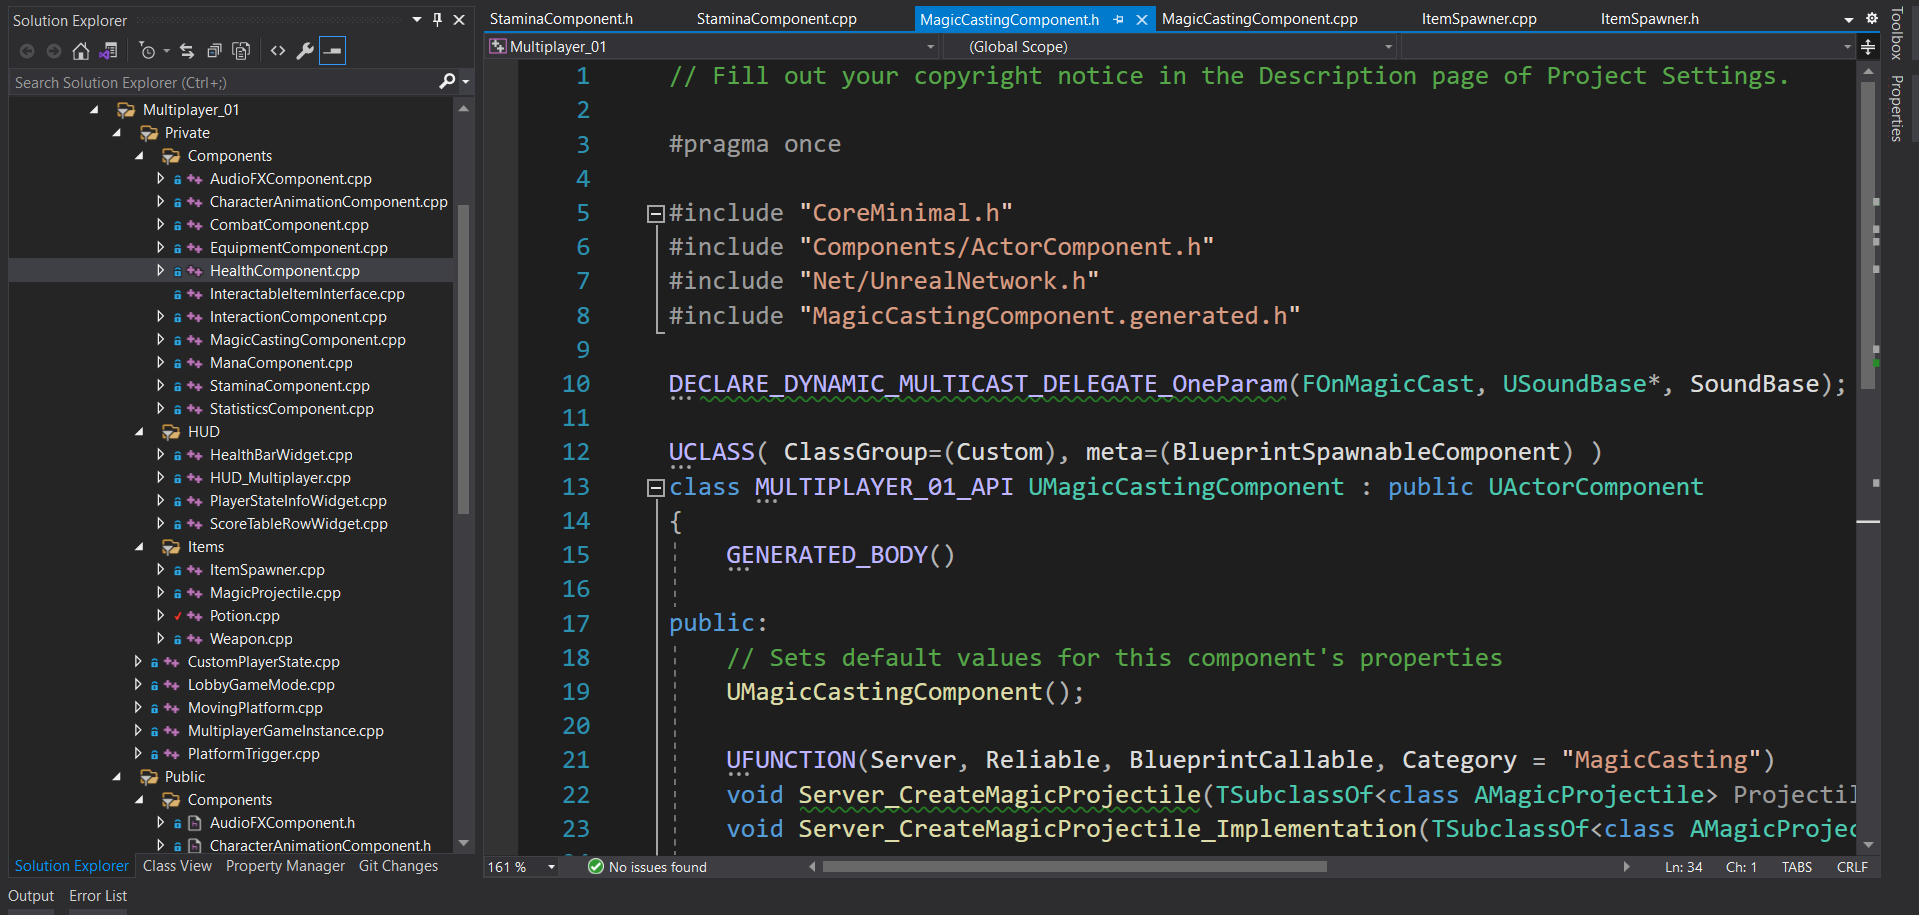 Solution Explorer
Search Solution Explorer (Ctrl+;)
Multiplayer_01
Private
Components
AudioFXComponent.cpp
CharacterAnimationComponent.cpp
CombatComponent.cpp
EquipmentComponent.cpp
HealthComponent.cpp
InteractableItemInterface.cpp
InteractionComponent.cpp
MagicCastingComponent.cpp
ManaComponent.cpp
StaminaComponent.cpp
StatisticsComponent.cpp
HUD
HealthBarWidget.cpp
HUD_Multiplayer.cpp
PlayerStateInfoWidget.cpp
ScoreTableRowWidget.cpp
Items
ItemSpawner.cpp
MagicProjectile.cpp
Potion.cpp
Weapon.cpp
CustomPlayerState.cpp
LobbyGameMode.cpp
MovingPlatform.cpp
MultiplayerGameInstance.cpp
PlatformTrigger.cpp
Public
Components
AudioFXComponent.h
CharacterAnimationComponent.h
Solution Explorer Class View Property Manager Git Changes
Output Error List
StaminaComponent.h StaminaComponent.cpp MagicCastingComponent.h MagicCastingComponent.cpp ItemSpawner.cpp ItemSpawner.h
Multiplayer_01 (Global Scope)
1 // Fill out your copyright notice in the Description page of Project Settings.
2
3 #pragma once
4
5 #include "CoreMinimal.h"
6 #include "Components/ActorComponent.h"
7 #include "Net/UnrealNetwork.h"
8 #include "MagicCastingComponent.generated.h"
9
10 DECLARE_DYNAMIC_MULTICAST_DELEGATE_OneParam(FOnMagicCast, USoundBase*, SoundBase);
11
12 UCLASS( ClassGroup=(Custom), meta=(BlueprintSpawnableComponent) )
13 class MULTIPLAYER_01_API UMagicCastingComponent : public UActorComponent
14 {
15 GENERATED_BODY()
16
17 public:
18 // Sets default values for this component's properties
19 UMagicCastingComponent();
20
21 UFUNCTION(Server, Reliable, BlueprintCallable, Category = "MagicCasting")
22 void Server_CreateMagicProjectile(TSubclassOf<class AMagicProjectile> Projectil
23 void Server_CreateMagicProjectile_Implementation(TSubclassOf<class AMagicProjec
161 % No issues found Ln: 34 Ch: 1 TABS CRLF
Toolbox
Properties